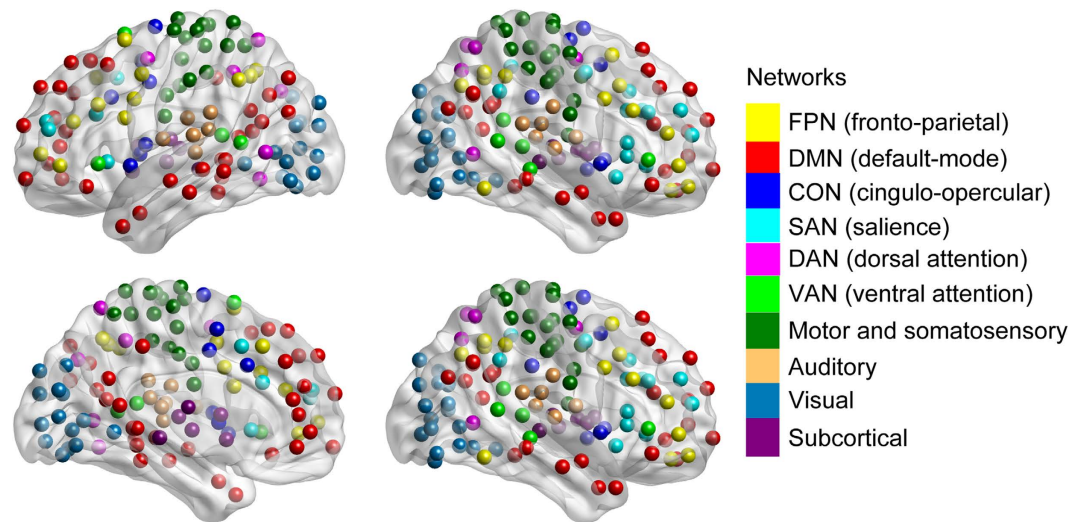 Networks
FPN (fronto-parietal)
DMN (default-mode)
CON (cingulo-opercular)
SAN (salience)
DAN (dorsal attention)
VAN (ventral attention)
Motor and somatosensory
Auditory
Visual
Subcortical